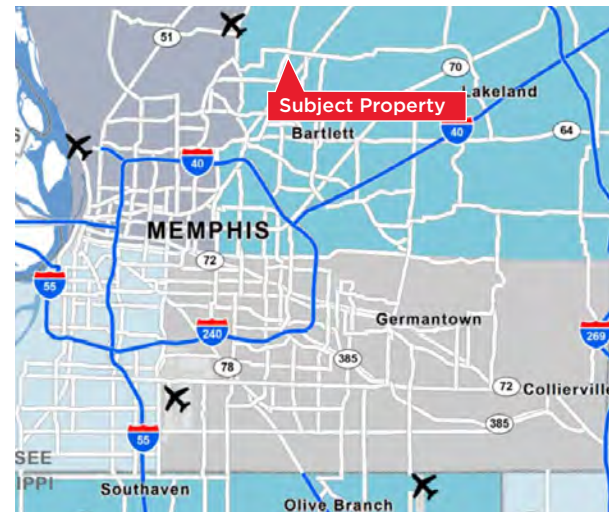 51
70
Lakeland
Subject Property
Bartlett
40
64
40
MEMPHIS
72
55
Germantown
240
269
385
78
72
Collierville
385
55
SEE
IPPI
Southaven
Olive Branch